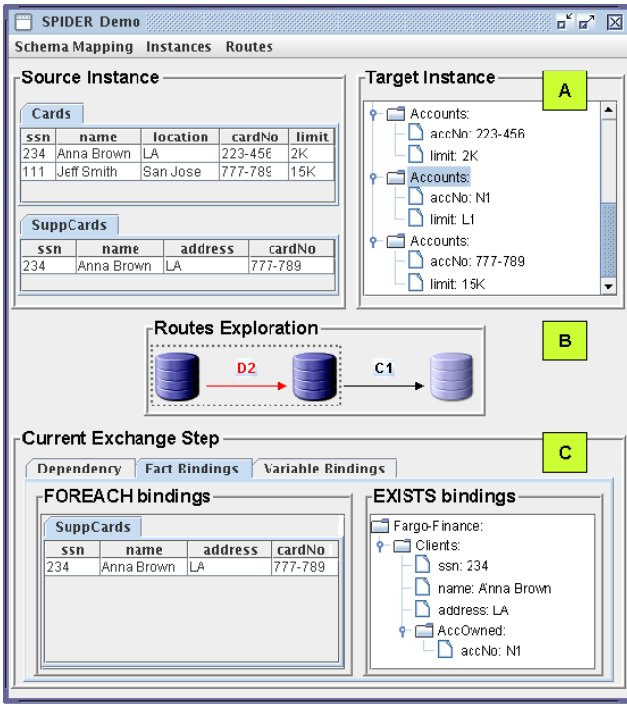 SPIDER Demo
Schema Mapping Instances Routes
Source Instance
Cards
ssn name location cardNo limit
234 Anna Brown LA 223-456 2K
111 Jeff Smith San Jose 777-789 15K
SuppCards
ssn name address cardNo
234 Anna Brown LA 777-789
Target Instance
A
Accounts:
accNo: 223-456
limit: 2K
Accounts:
accNo: N1
limit: L1
Accounts:
accNo: 777-789
limit: 15K
Routes Exploration
B
D2 C1
Current Exchange Step
C
Dependency Fact Bindings Variable Bindings
FOREACH bindings
SuppCards
ssn name address cardNo
234 Anna Brown LA 777-789
EXISTS bindings
Fargo-Finance:
Clients:
ssn: 234
name: Anna Brown
address: LA
AccOwned:
accNo: N1